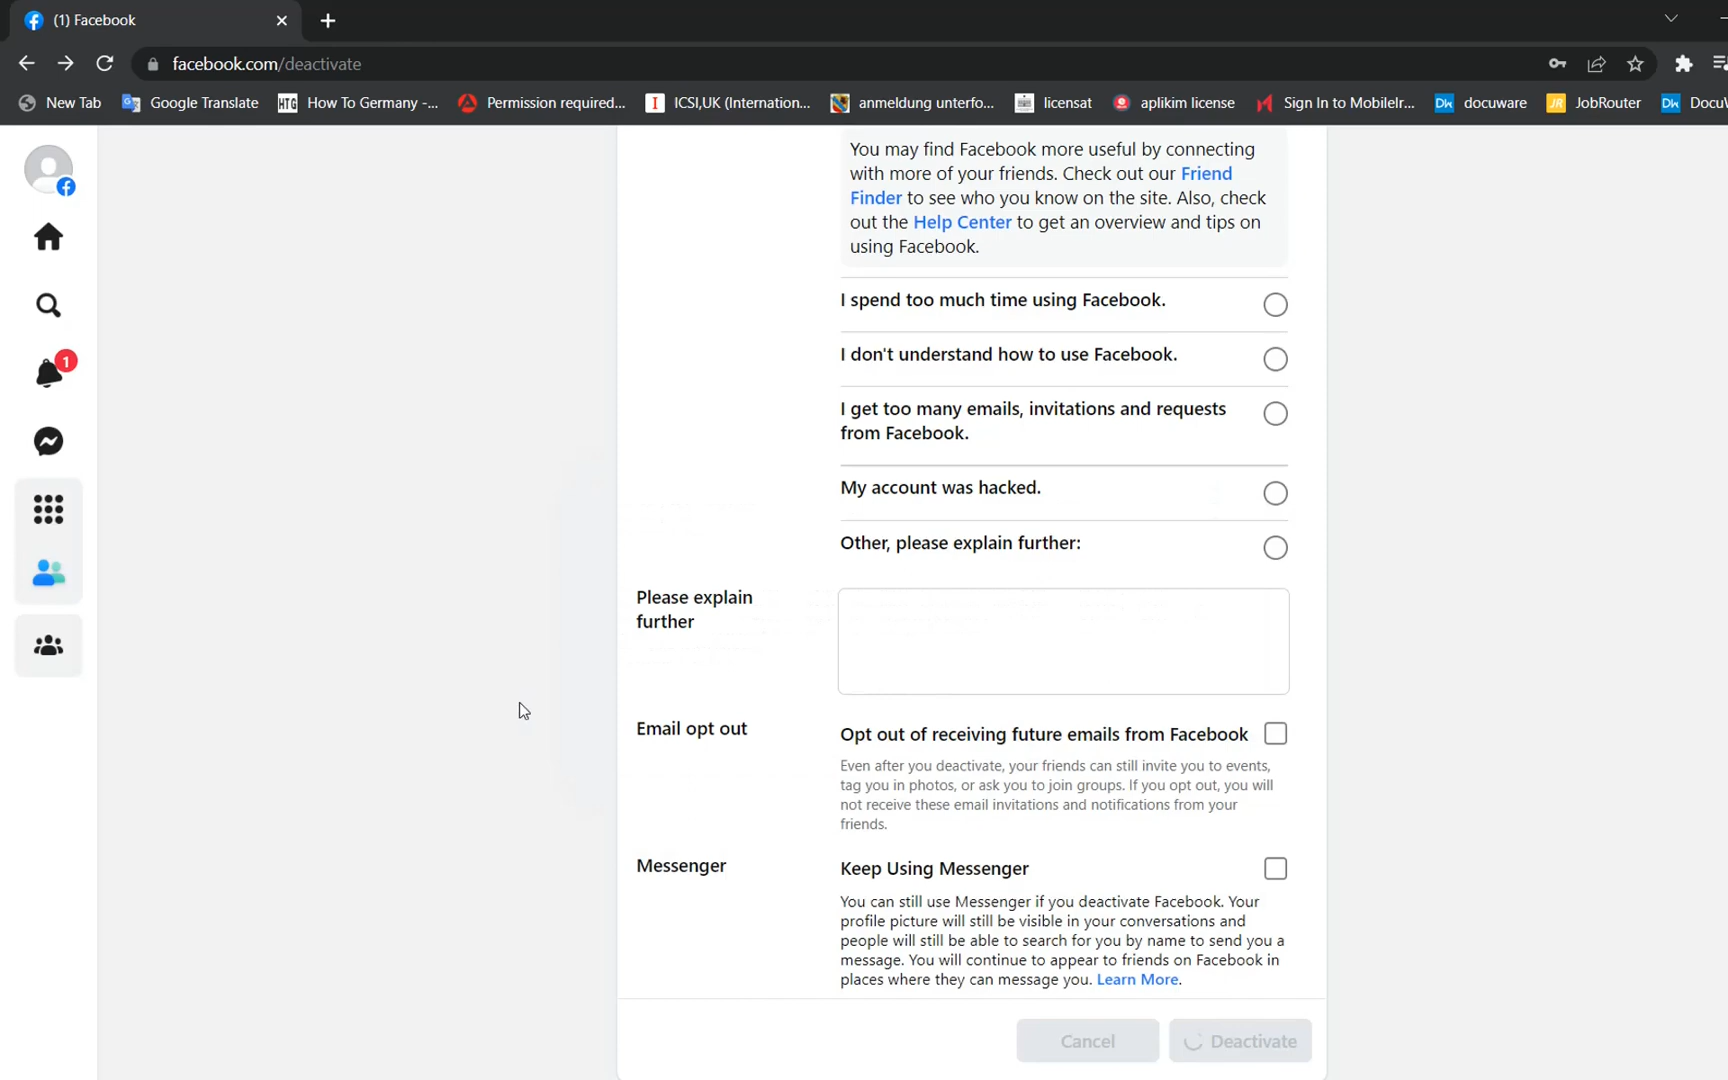 (1) Facebook
facebook.com/deactivate
New Tab
Google Translate
HTG How To Germany -...
Permission required...
I ICSI,UK (Internation...
anmeldung unterfo...
licensat
aplikim license
Sign In to MobileIr...
DW docuware
JR JobRouter
DW DocuW
You may find Facebook more useful by connecting
with more of your friends. Check out our Friend
Finder to see who you know on the site. Also, check
out the Help Center to get an overview and tips on
using Facebook.
I spend too much time using Facebook.
I don't understand how to use Facebook.
1
I get too many emails, invitations and requests
from Facebook.
My account was hacked.
Other, please explain further:
Please explain
further
Email opt out
Opt out of receiving future emails from Facebook
Even after you deactivate, your friends can still invite you to events,
tag you in photos, or ask you to join groups. If you opt out, you will
not receive these email invitations and notifications from your
friends.
Messenger
Keep Using Messenger
You can still use Messenger if you deactivate Facebook. Your
profile picture will still be visible in your conversations and
people will still be able to search for you by name to send you a
message. You will continue to appear to friends on Facebook in
places where they can message you. Learn More.
Cancel
Deactivate